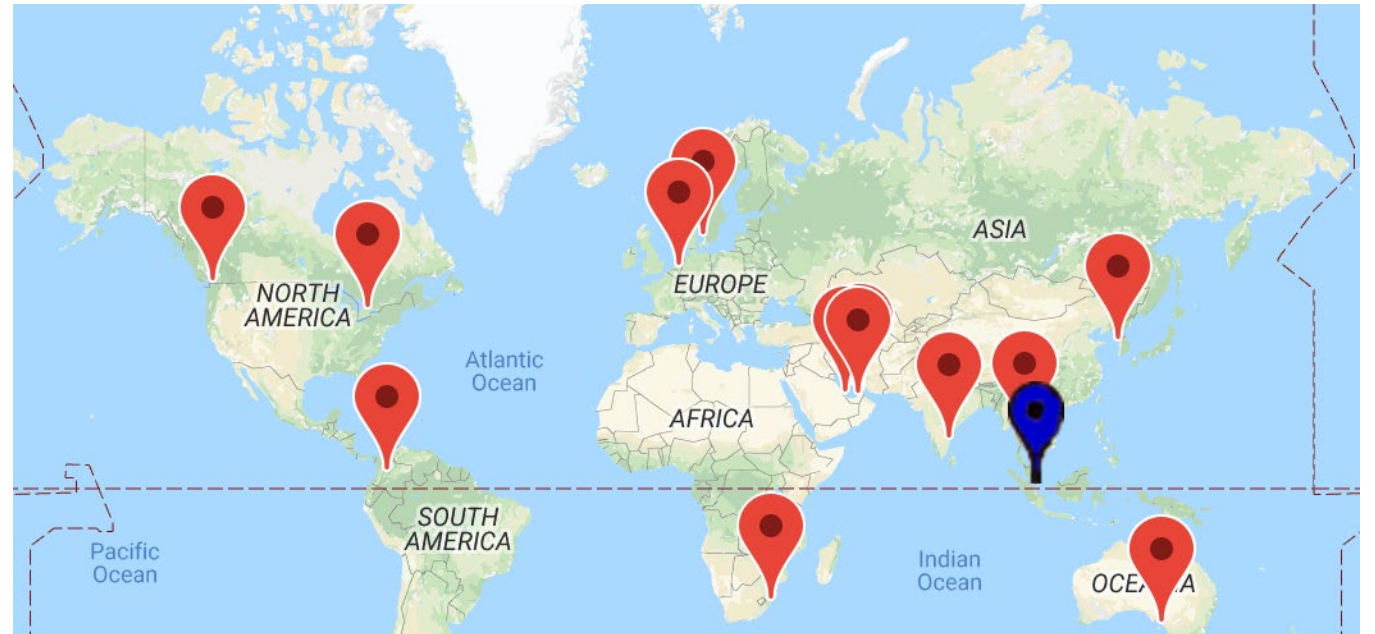 ASIA
EUROPE
NORTH
AMERICA
Atlantic
Ocean
AFRICA
SOUTH
AMERICA
Pacific
Ocean
Indian
Ocean